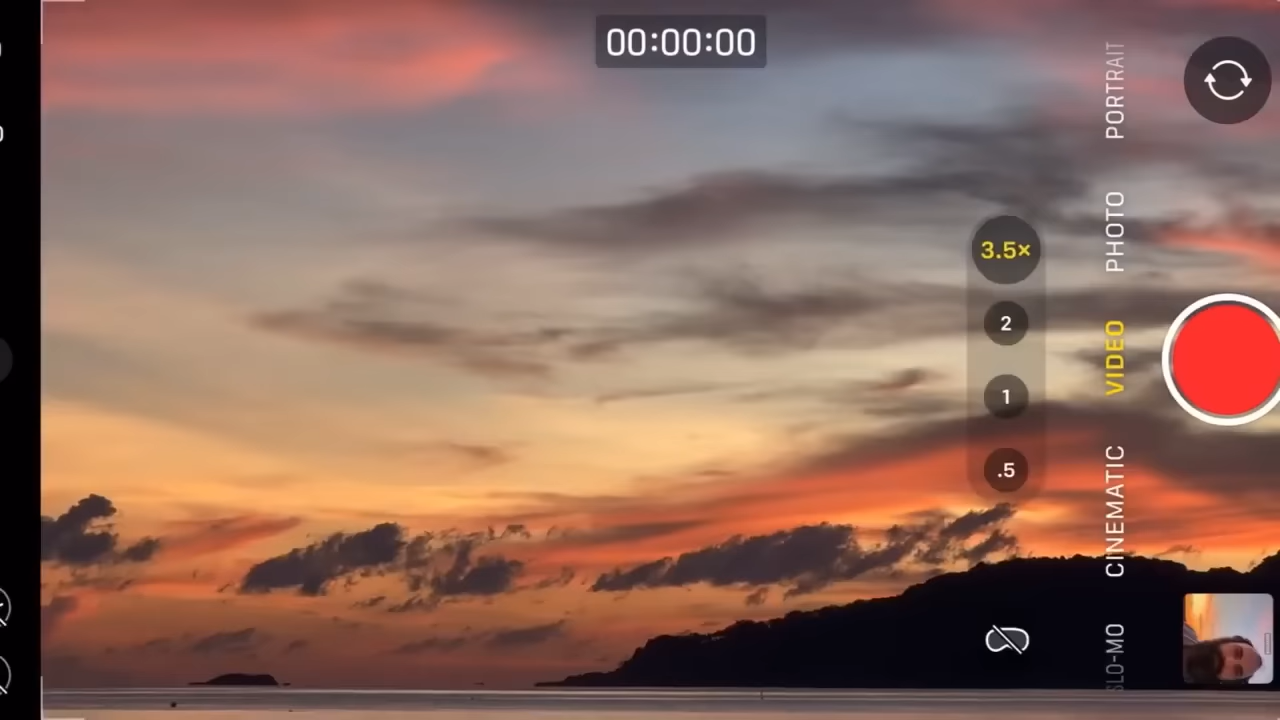 00:00:00
PORTRAIT
PHOTO
VIDEO
CINEMATIC
SLO-MO
3.5×
2
1
.5